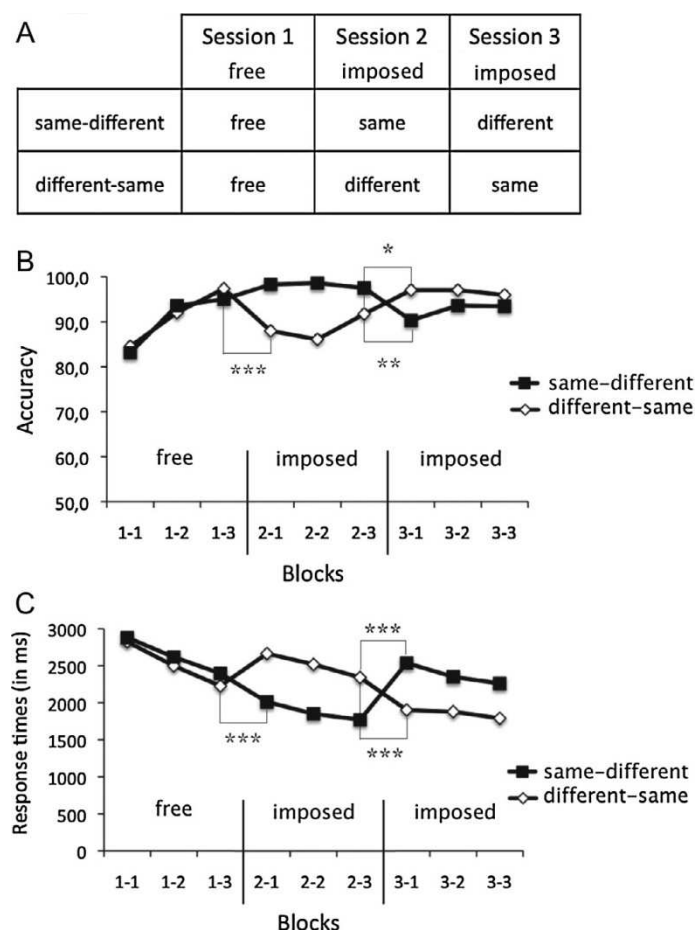 A
Session 1 Session 2 Session 3
free imposed imposed
same-different free same different
different-same free different same
B
100,0
90,0
80,0
70,0
60,0
50,0
Accuracy
*
***
**
same-different
different-same
free imposed imposed
1-1 1-2 1-3 2-1 2-2 2-3 3-1 3-2 3-3
Blocks
C
3000
2500
2000
1500
1000
500
0
Response times (in ms)
***
***
***
same-different
different-same
free imposed imposed
1-1 1-2 1-3 2-1 2-2 2-3 3-1 3-2 3-3
Blocks